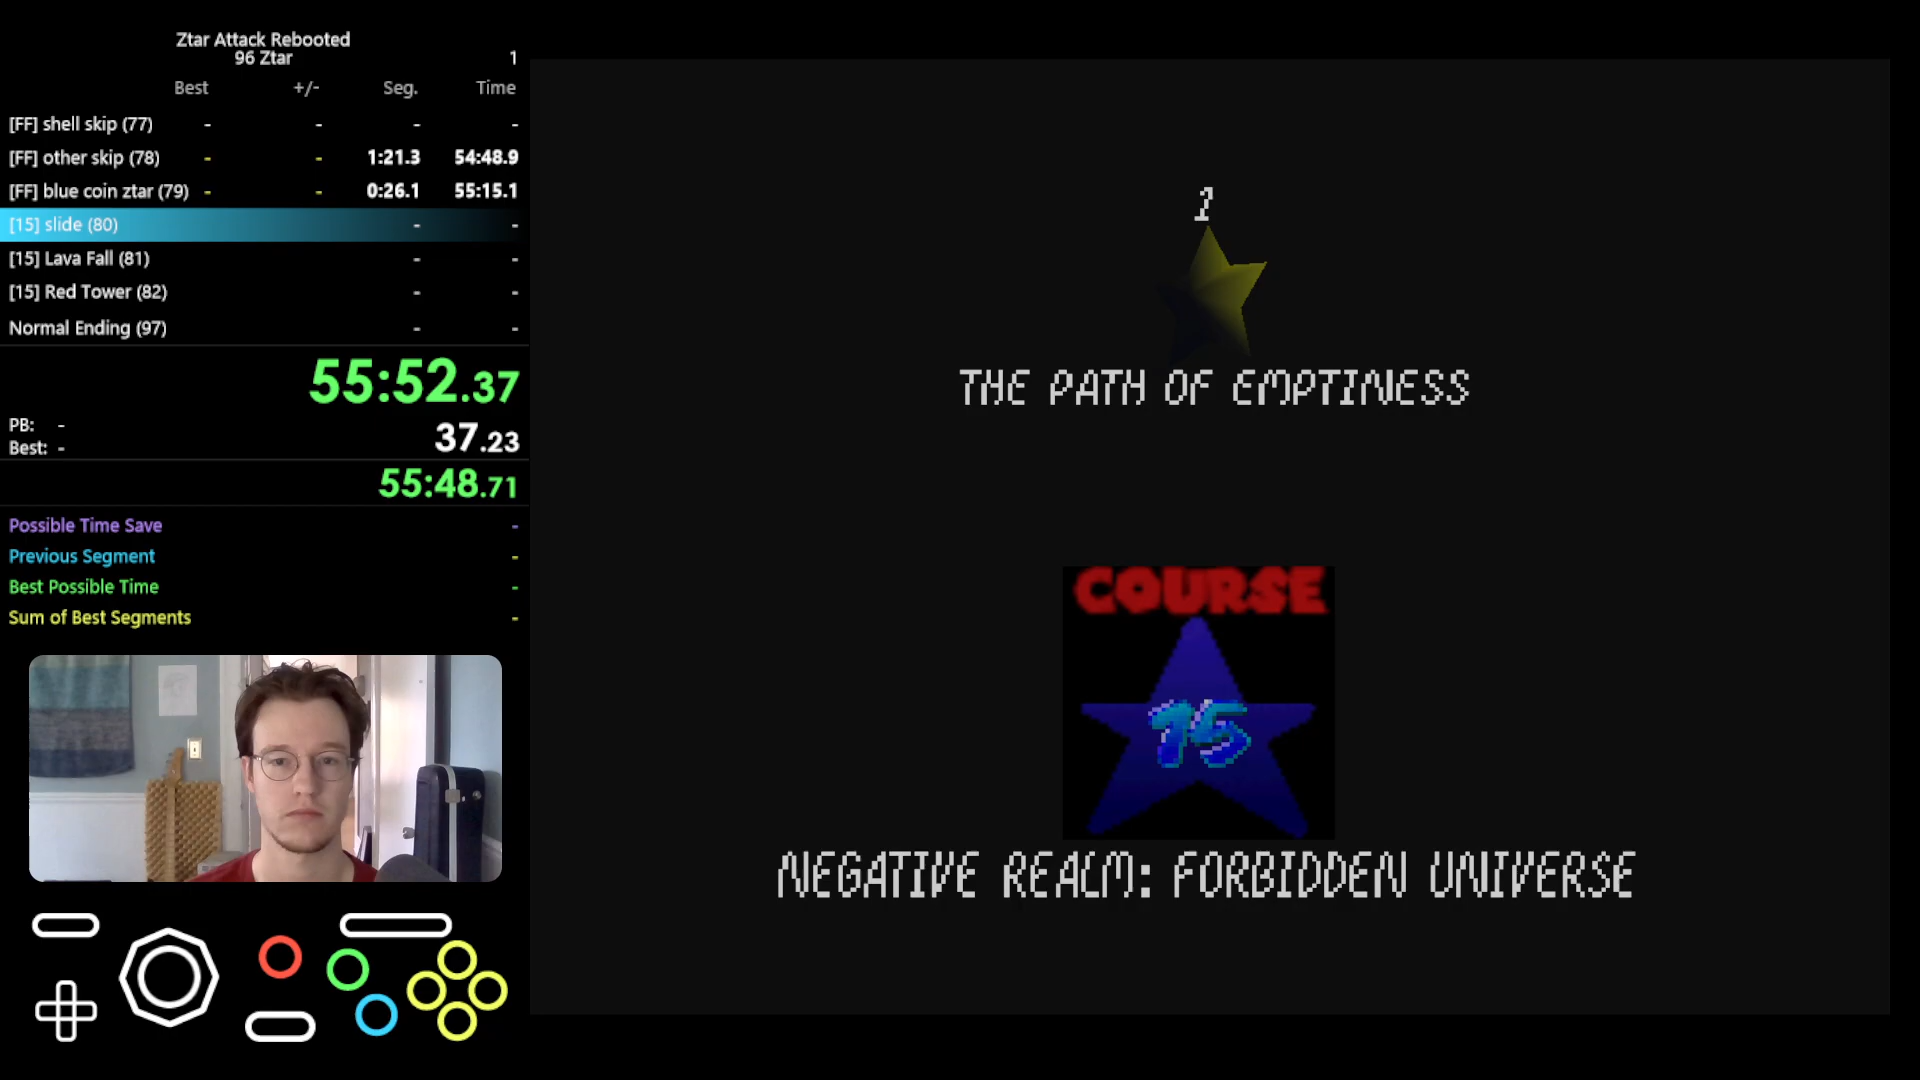 Ztar Attack Rebooted
96 Ztar
1
Best +/- Seg. Time
[FF] shell skip (77) - - - -
[FF] other skip (78) - - 1:21.3 54:48.9
[FF] blue coin ztar (79) - - 0:26.1 55:15.1
[15] slide (80) - -
[15] Lava Fall (81) - -
[15] Red Tower (82) - -
Normal Ending (97) - -
55:52.37
PB: -
37.23
Best: -
55:48.71
Possible Time Save -
Previous Segment -
Best Possible Time -
Sum of Best Segments -
1
THE PATH OF EMPTINESS
COURSE
15
NEGATIVE REALM: FORBIDDEN UNIVERSE